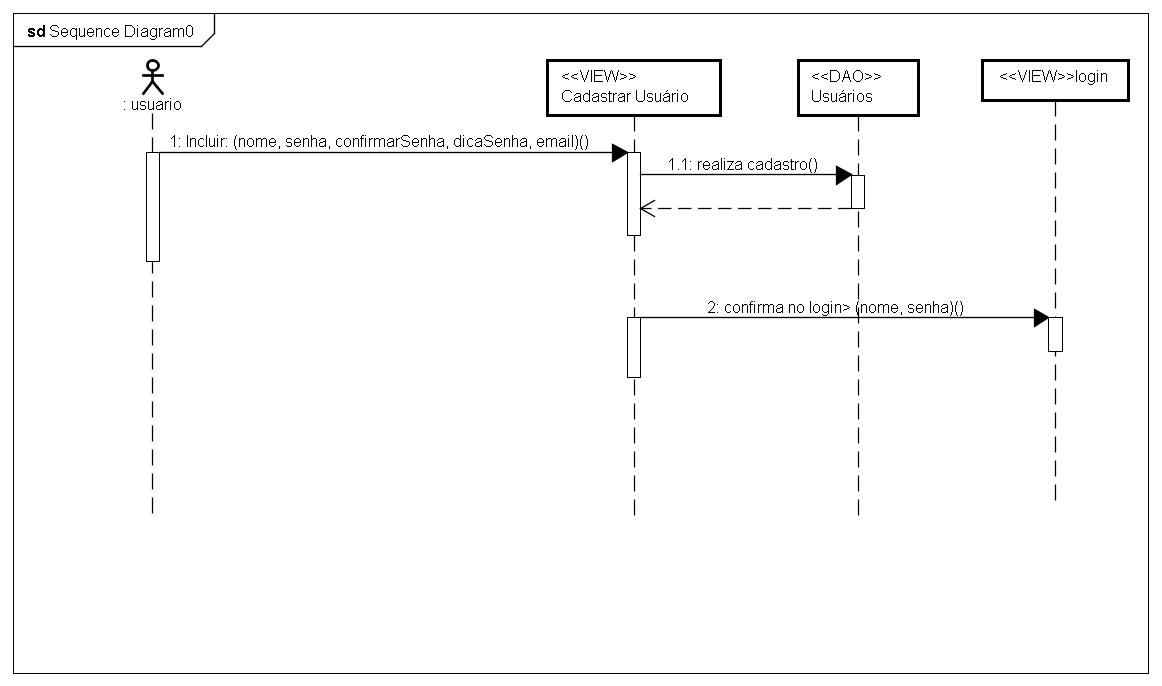 sd Sequence Diagram0
: usuario
<<VIEW>>
Cadastrar Usuário
<<DAO>>
Usuários
<<VIEW>>login
1: Incluir: (nome, senha, confirmarSenha, dicaSenha, email)()
1.1: realiza cadastro()
2: confirma no login> (nome, senha)()